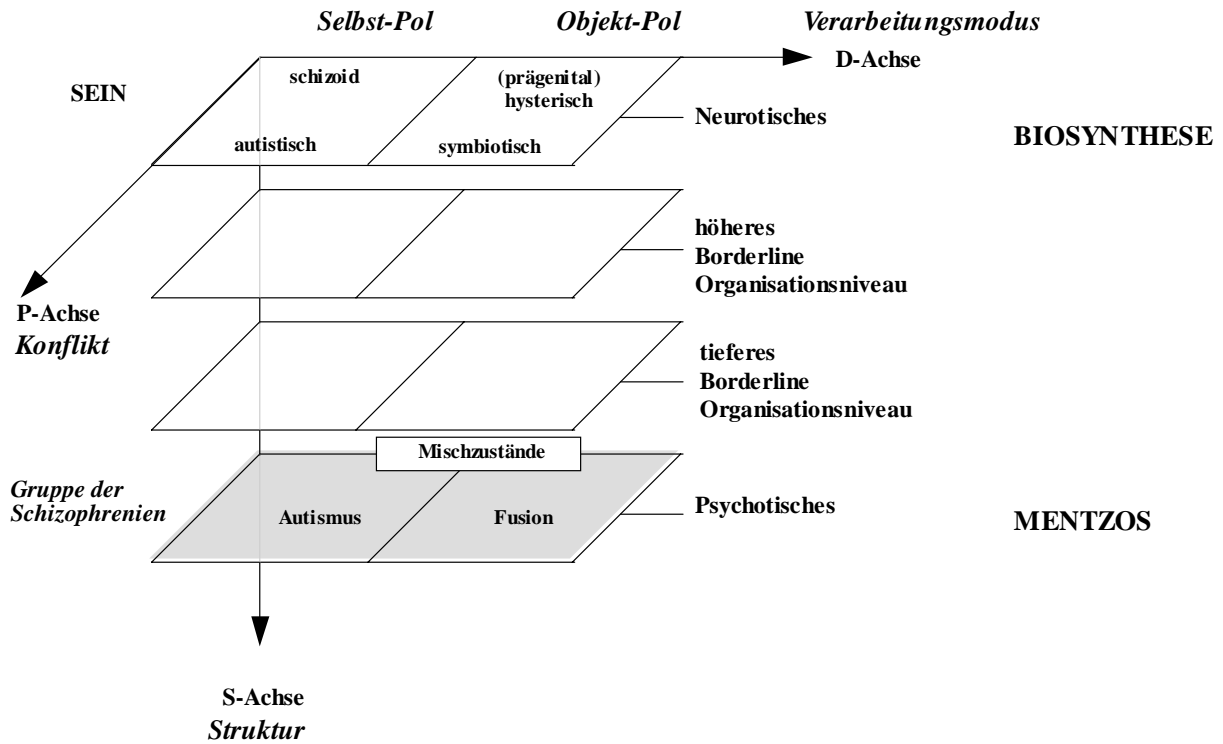 Selbst-Pol Objekt-Pol Verarbeitungsmodus
D-Achse
SEIN
schizoid
(prägenital)
hysterisch
autistisch
symbiotisch
Neurotisches
BIOSYNTHESE
höheres
Borderline
Organisationsniveau
P-Achse
Konflikt
tieferes
Borderline
Organisationsniveau
Mischzustände
Gruppe der
Schizophrenien
Autismus
Fusion
Psychotisches
MENTZOS
S-Achse
Struktur